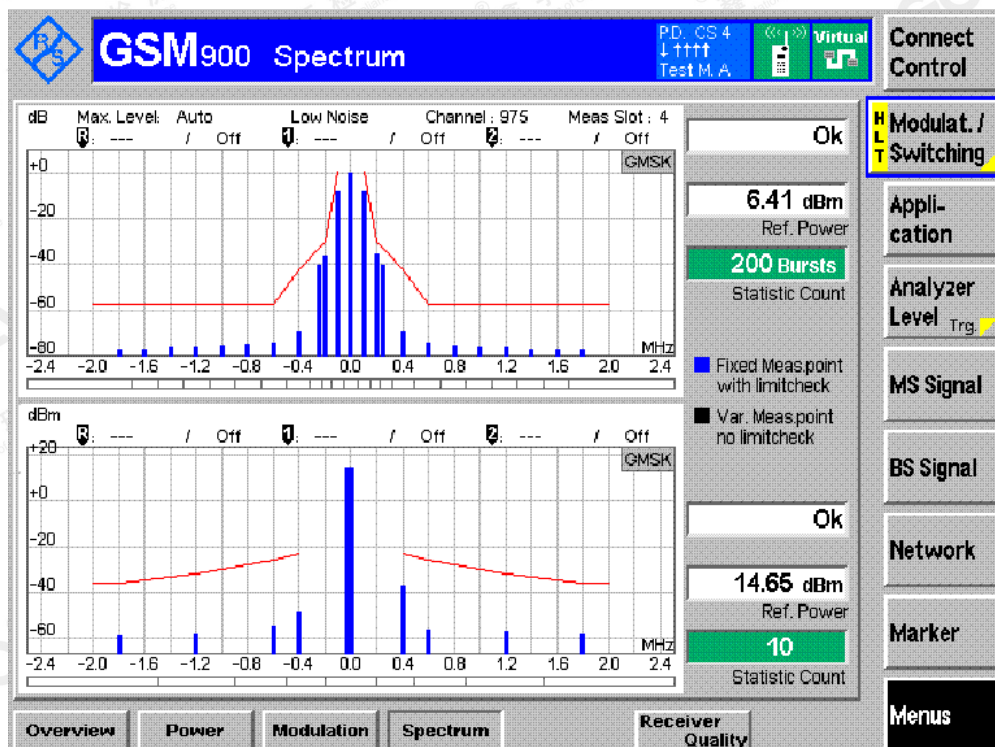 R S
GSM900 Spectrum
P.D. CS 4
↓↑↑↑↑
Test M. A.
Virtual
Connect Control
dB Max. Level: Auto Low Noise Channel : 975 Meas Slot : 4
R : --- / Off 1 : --- / Off 2 : --- / Off
GMSK
+0
-20
-40
-60
-80
MHz
-2.4 -2.0 -1.6 -1.2 -0.8 -0.4 0.0 0.4 0.8 1.2 1.6 2.0 2.4
Ok
6.41 dBm
Ref. Power
200 Bursts
Statistic Count
Fixed Meas.point
with limitcheck
Var. Meas.point
no limitcheck
dBm
R : --- / Off 1 : --- / Off 2 : --- / Off
GMSK
+20
+0
-20
-40
-60
MHz
-2.4 -2.0 -1.6 -1.2 -0.8 -0.4 0.0 0.4 0.8 1.2 1.6 2.0 2.4
Ok
14.65 dBm
Ref. Power
10
Statistic Count
HLT
Modulat. /
Switching
Appli-
cation
Analyzer
Level Trg.
MS Signal
BS Signal
Network
Marker
Menus
Overview
Power
Modulation
Spectrum
Receiver
Quality